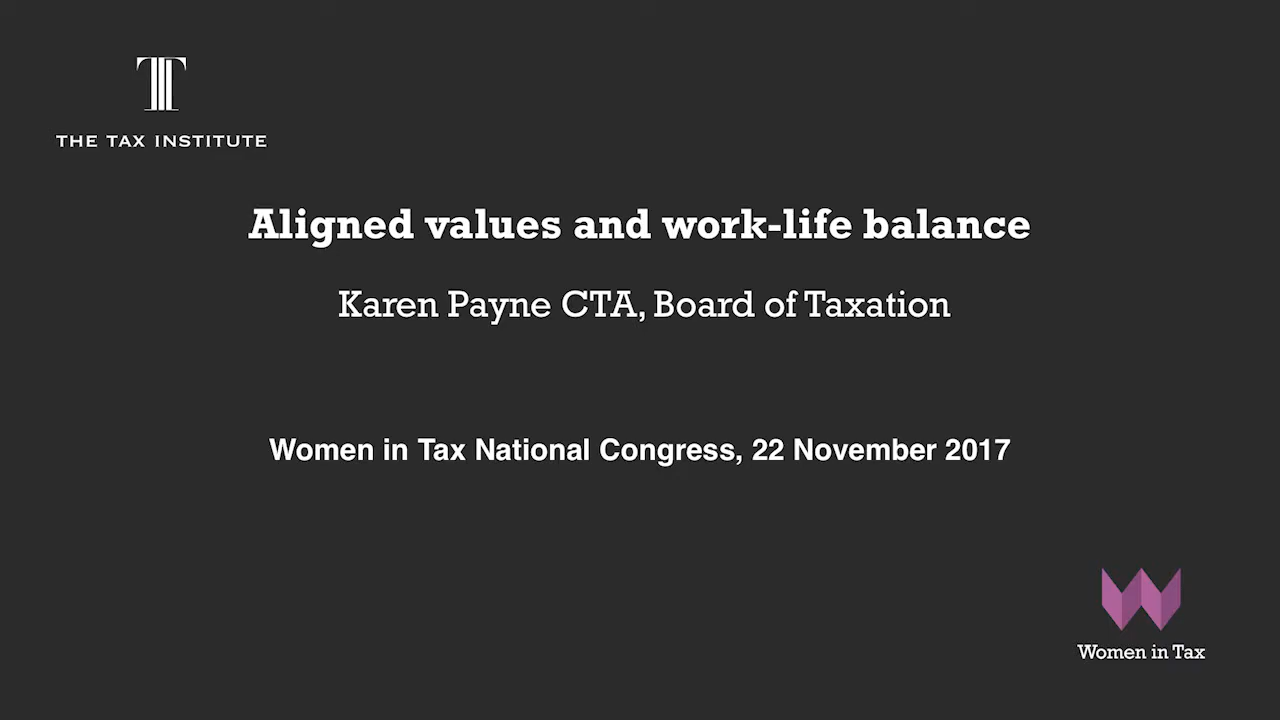 THE TAX INSTITUTE
Aligned values and work-life balance
Karen Payne CTA, Board of Taxation
Women in Tax National Congress, 22 November 2017
Women in Tax